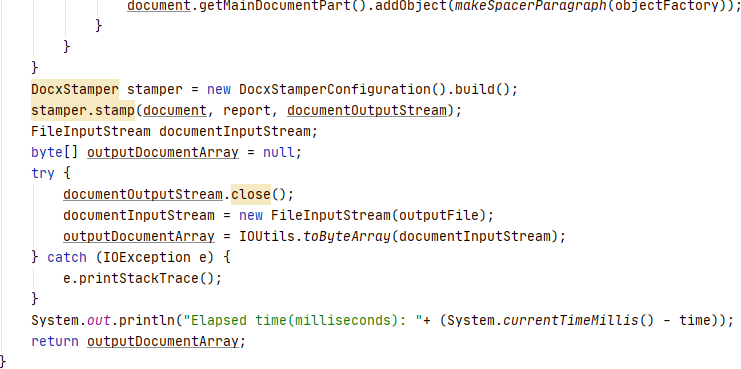 document.getMainDocumentPart().addObject(makeSpacerParagraph(objectFactory));
}
}
}
DocxStamper stamper = new DocxStamperConfiguration().build();
stamper.stamp(document, report, documentOutputStream);
FileInputStream documentInputStream;
byte[] outputDocumentArray = null;
try {
documentOutputStream.close();
documentInputStream = new FileInputStream(outputFile);
outputDocumentArray = IOUtils.toByteArray(documentInputStream);
} catch (IOException e) {
e.printStackTrace();
}
System.out.println("Elapsed time(milliseconds): "+ (System.currentTimeMillis() - time));
return outputDocumentArray;
}